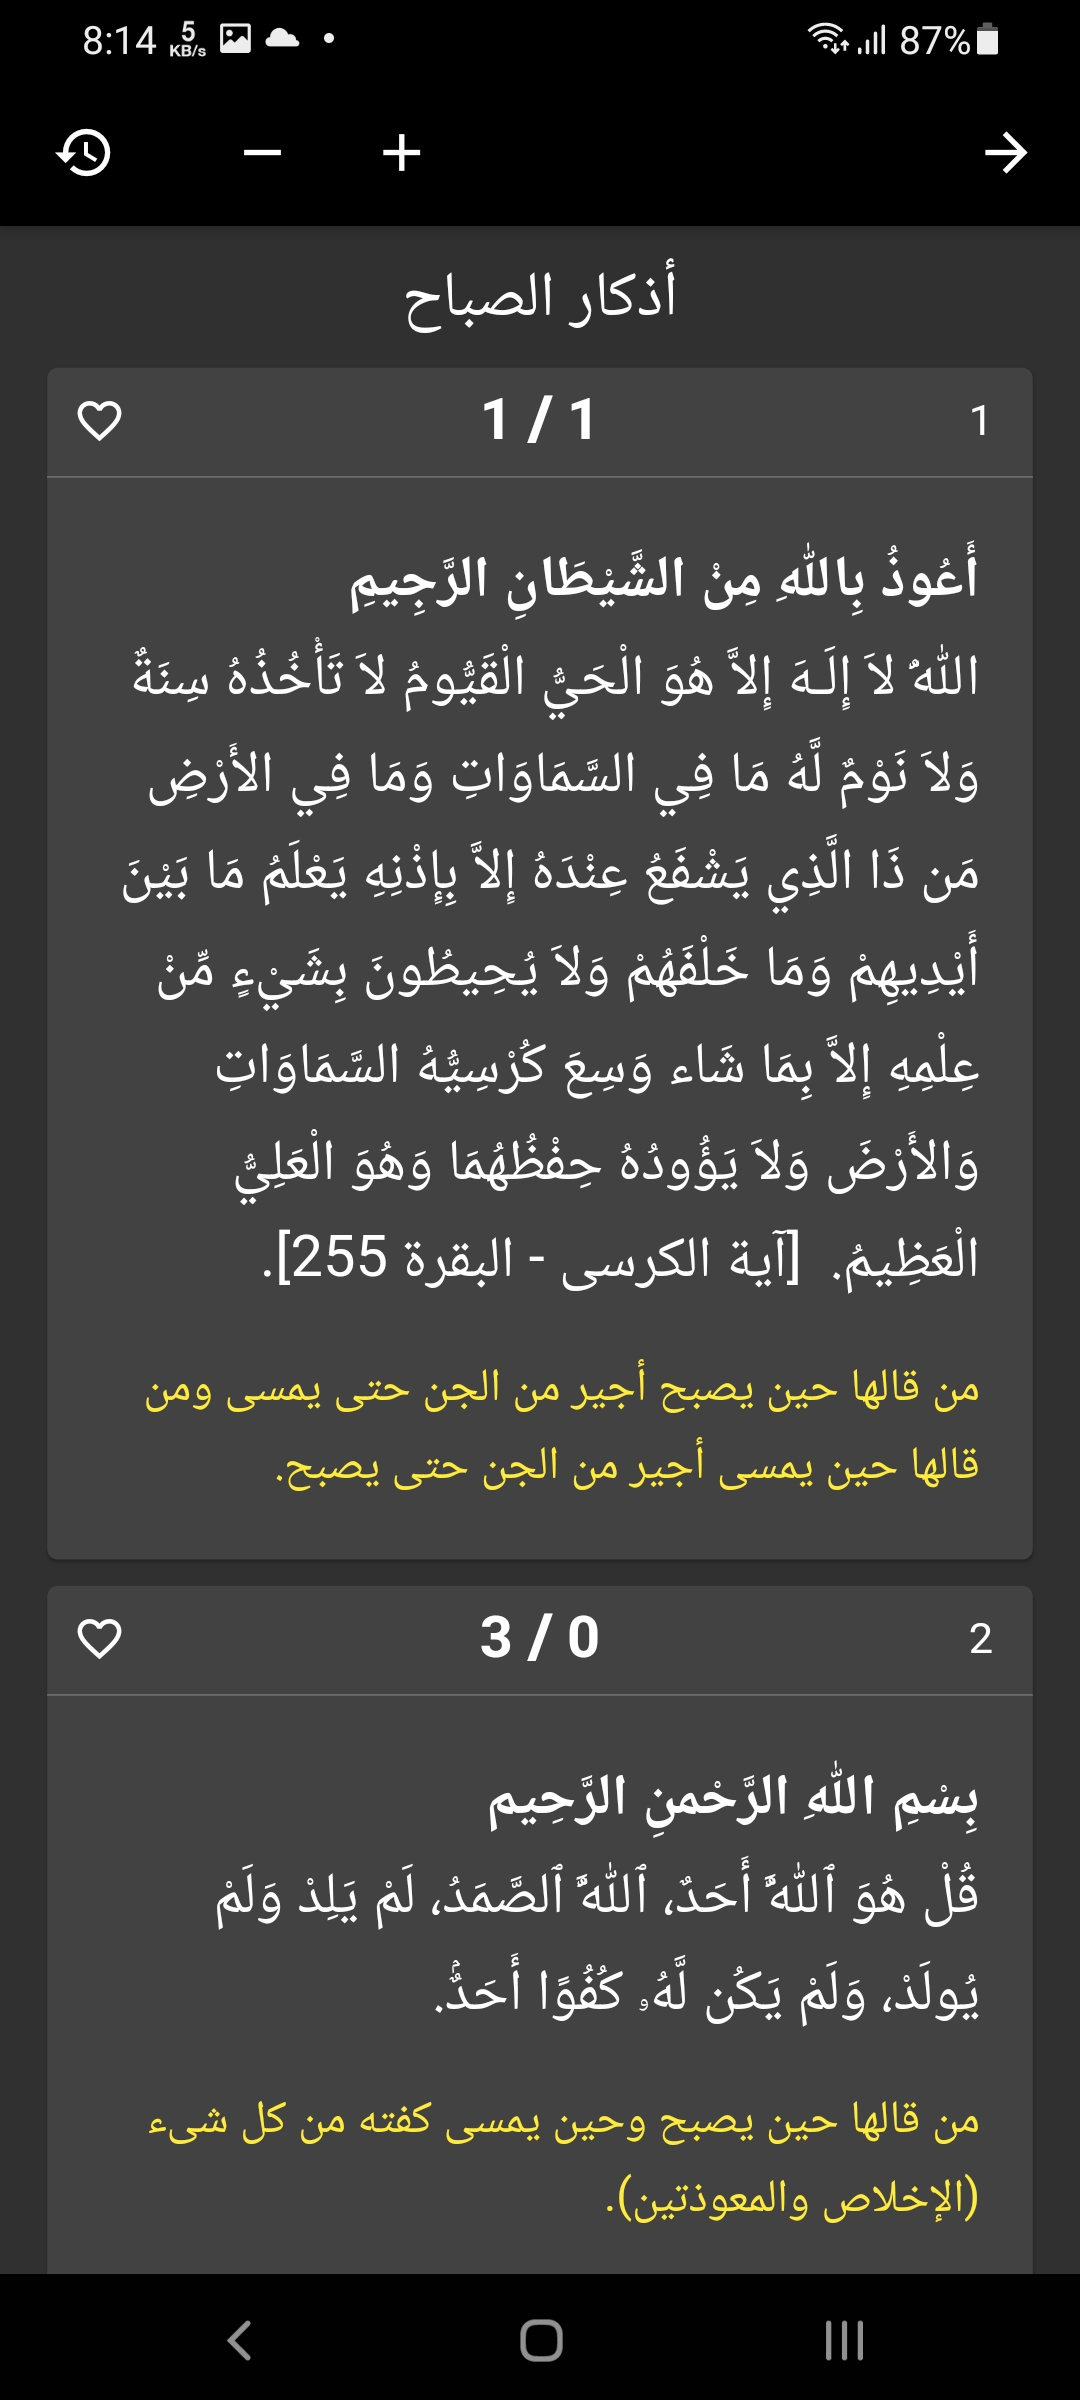 8:14 5 KB/s 87%
أذكار الصباح
1 / 1 1
أَعُوذُ بِاللهِ مِنْ الشَّيْطَانِ الرَّجِيمِ
اللّهُ لاَ إِلَـهَ إِلاَّ هُوَ الْحَيُّ الْقَيُّومُ لاَ تَأْخُذُهُ سِنَةٌ
وَلاَ نَوْمٌ لَّهُ مَا فِي السَّمَاوَاتِ وَمَا فِي الأَرْضِ
مَن ذَا الَّذِي يَشْفَعُ عِنْدَهُ إِلاَّ بِإِذْنِهِ يَعْلَمُ مَا بَيْنَ
أَيْدِيهِمْ وَمَا خَلْفَهُمْ وَلاَ يُحِيطُونَ بِشَيْءٍ مِّنْ
عِلْمِهِ إِلاَّ بِمَا شَاء وَسِعَ كُرْسِيُّهُ السَّمَاوَاتِ
وَالأَرْضَ وَلاَ يَؤُودُهُ حِفْظُهُمَا وَهُوَ الْعَلِيُّ
الْعَظِيمُ. [آية الكرسى - البقرة 255].
من قالها حين يصبح أجير من الجن حتى يمسى ومن
قالها حين يمسى أجير من الجن حتى يصبح.
3 / 0 2
بِسْمِ اللهِ الرَّحْمنِ الرَّحِيم
قُلْ هُوَ ٱللَّهُ أَحَدٌ، ٱللَّهُ ٱلصَّمَدُ، لَمْ يَلِدْ وَلَمْ
يُولَدْ، وَلَمْ يَكُن لَّهُۥ كُفُوًا أَحَدٌۢ.
من قالها حين يصبح وحين يمسى كفته من كل شىء
(الإخلاص والمعوذتين).